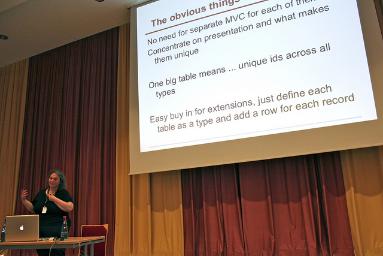 The obvious things
No need for separate MVC for each of them
Concentrate on presentation and what makes
them unique
One big table means ... unique ids across all
types
Easy buy in for extensions, just define each
table as a type and add a row for each record